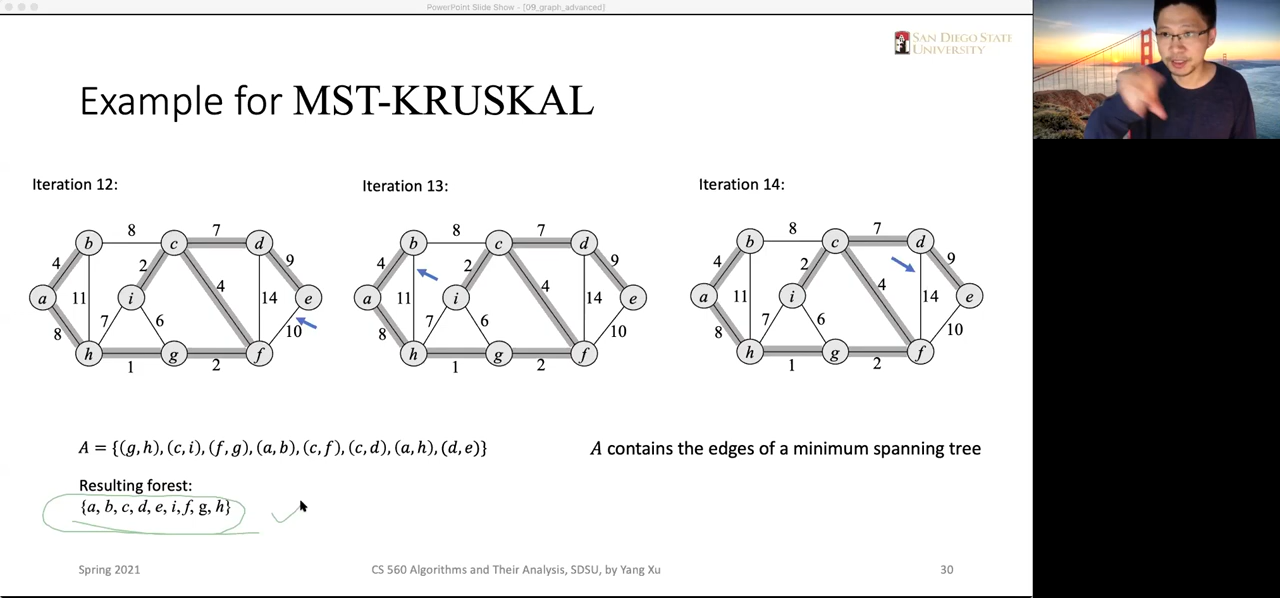 PowerPoint Slide Show - [09_graph_advanced]
SAN DIEGO STATE
UNIVERSITY
Example for MST-KRUSKAL
Iteration 12:
b 8 c 7 d
4 2 9
a 11 i 4 14 e
8 7 6 10
h 1 g 2 f
Iteration 13:
b 8 c 7 d
4 2 9
a 11 i 4 14 e
8 7 6 10
h 1 g 2 f
Iteration 14:
b 8 c 7 d
4 2 9
a 11 i 4 14 e
8 7 6 10
h 1 g 2 f
A = {(g, h), (c, i), (f, g), (a, b), (c, f), (c, d), (a, h), (d, e)}
A contains the edges of a minimum spanning tree
Resulting forest:
{a, b, c, d, e, i, f, g, h}
Spring 2021
CS 560 Algorithms and Their Analysis, SDSU, by Yang Xu
30